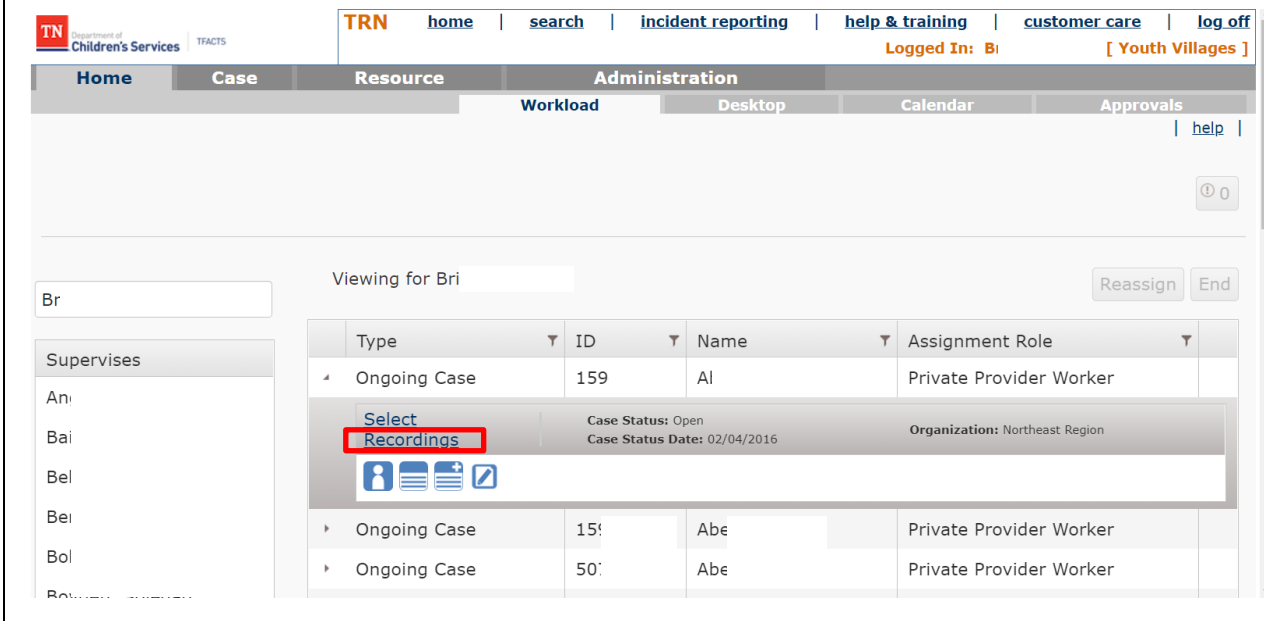 TN Department of
Children's Services TFACTS
TRN home | search | incident reporting | help & training | customer care | log off
Logged In: Bri [ Youth Villages ]
Home Case Resource Administration
Workload Desktop Calendar Approvals
| help |
0
Viewing for Bri
Reassign End
Br
Type ID Name Assignment Role
Supervises
Ongoing Case 159 Al Private Provider Worker
Ang
Select
Case Status: Open
Organization: Northeast Region
Recordings
Case Status Date: 02/04/2016
Bai
Bel
Ber
Ongoing Case 159 Abe Private Provider Worker
Bol
Ongoing Case 507 Abe Private Provider Worker